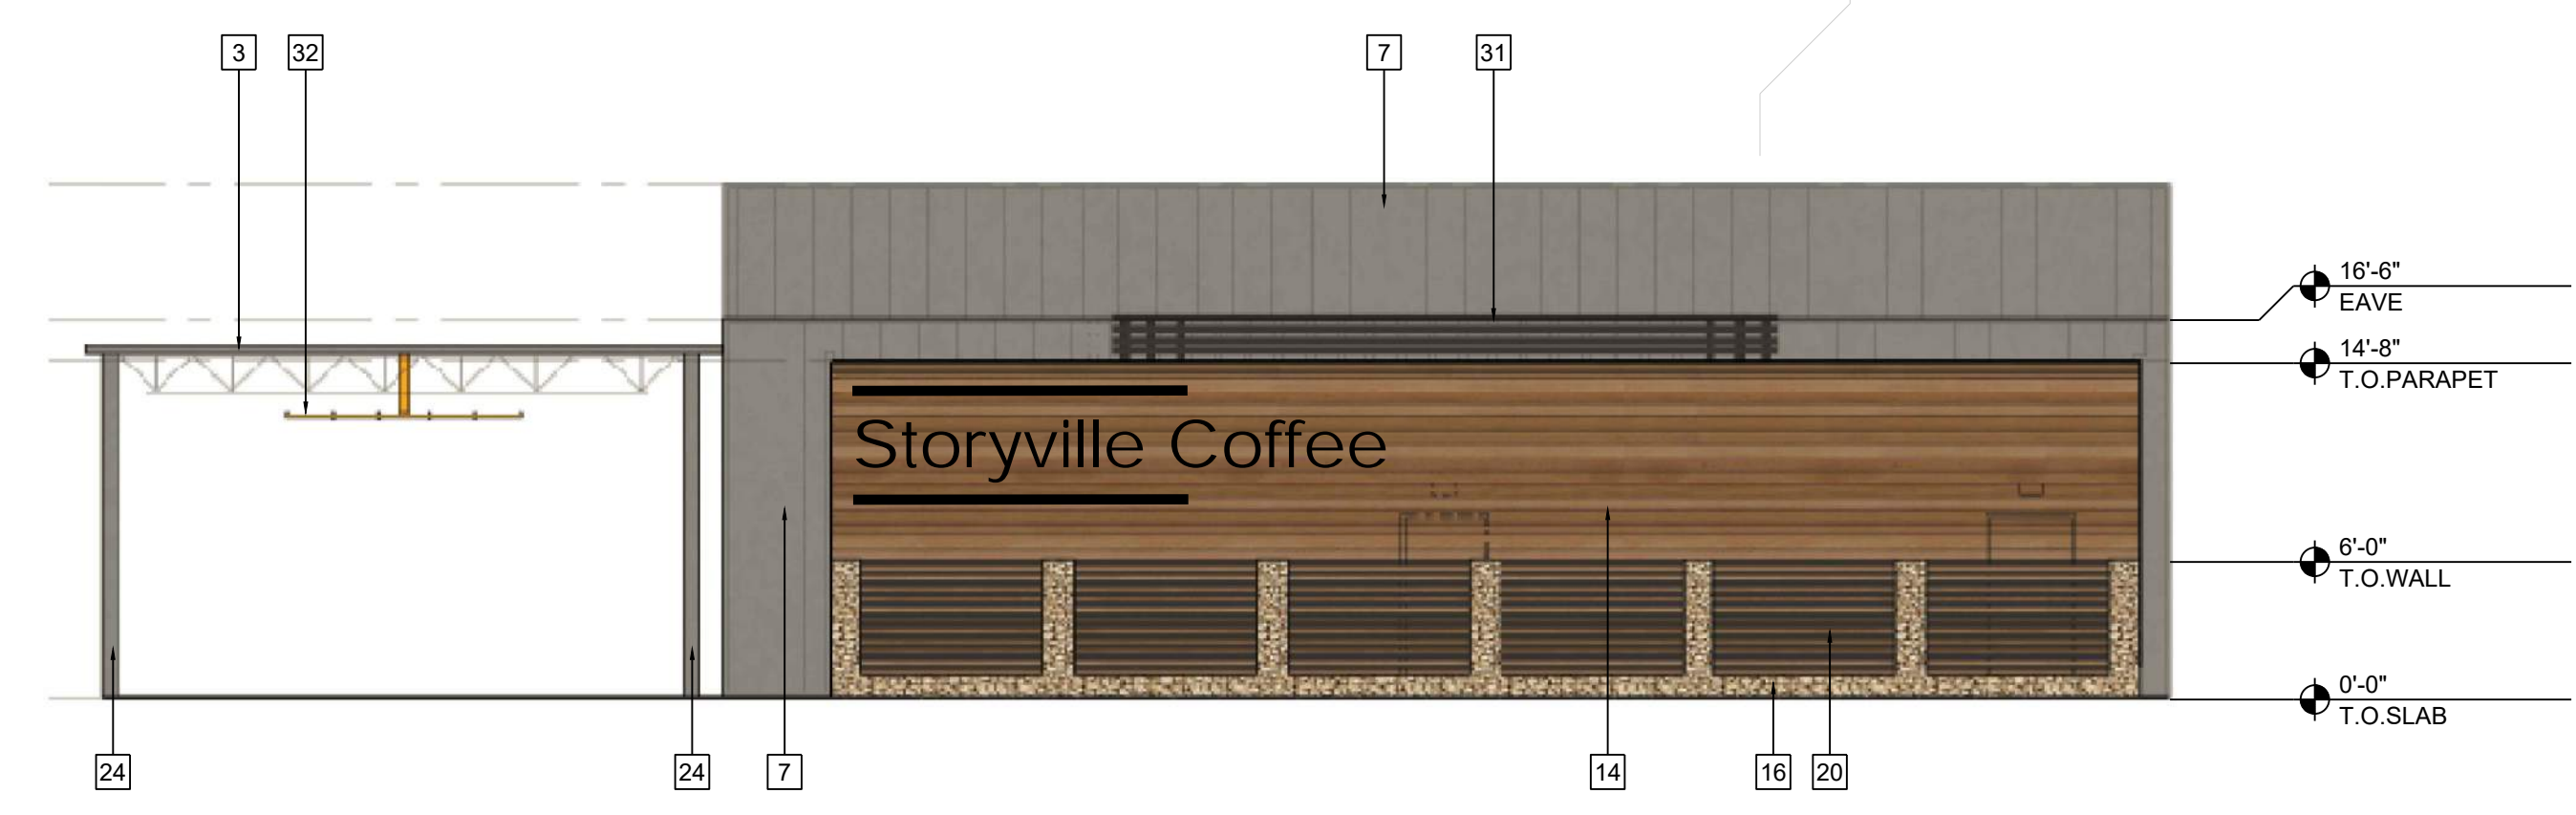 3 32 7 31
16'-6"
EAVE
14'-8"
T.O.PARAPET
Storyville Coffee
6'-0"
T.O.WALL
0'-0"
T.O.SLAB
24 24 7 14 16 20